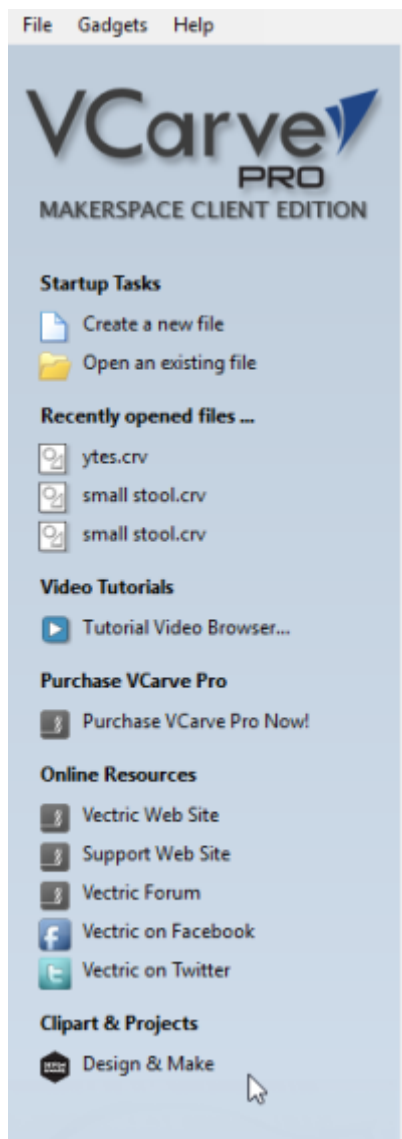 File Gadgets Help
VCarve
PRO
MAKERSPACE CLIENT EDITION
Startup Tasks
Create a new file
Open an existing file
Recently opened files ...
ytes.crv
small stool.crv
small stool.crv
Video Tutorials
Tutorial Video Browser...
Purchase VCarve Pro
Purchase VCarve Pro Now!
Online Resources
Vectric Web Site
Support Web Site
Vectric Forum
Vectric on Facebook
Vectric on Twitter
Clipart & Projects
Design & Make